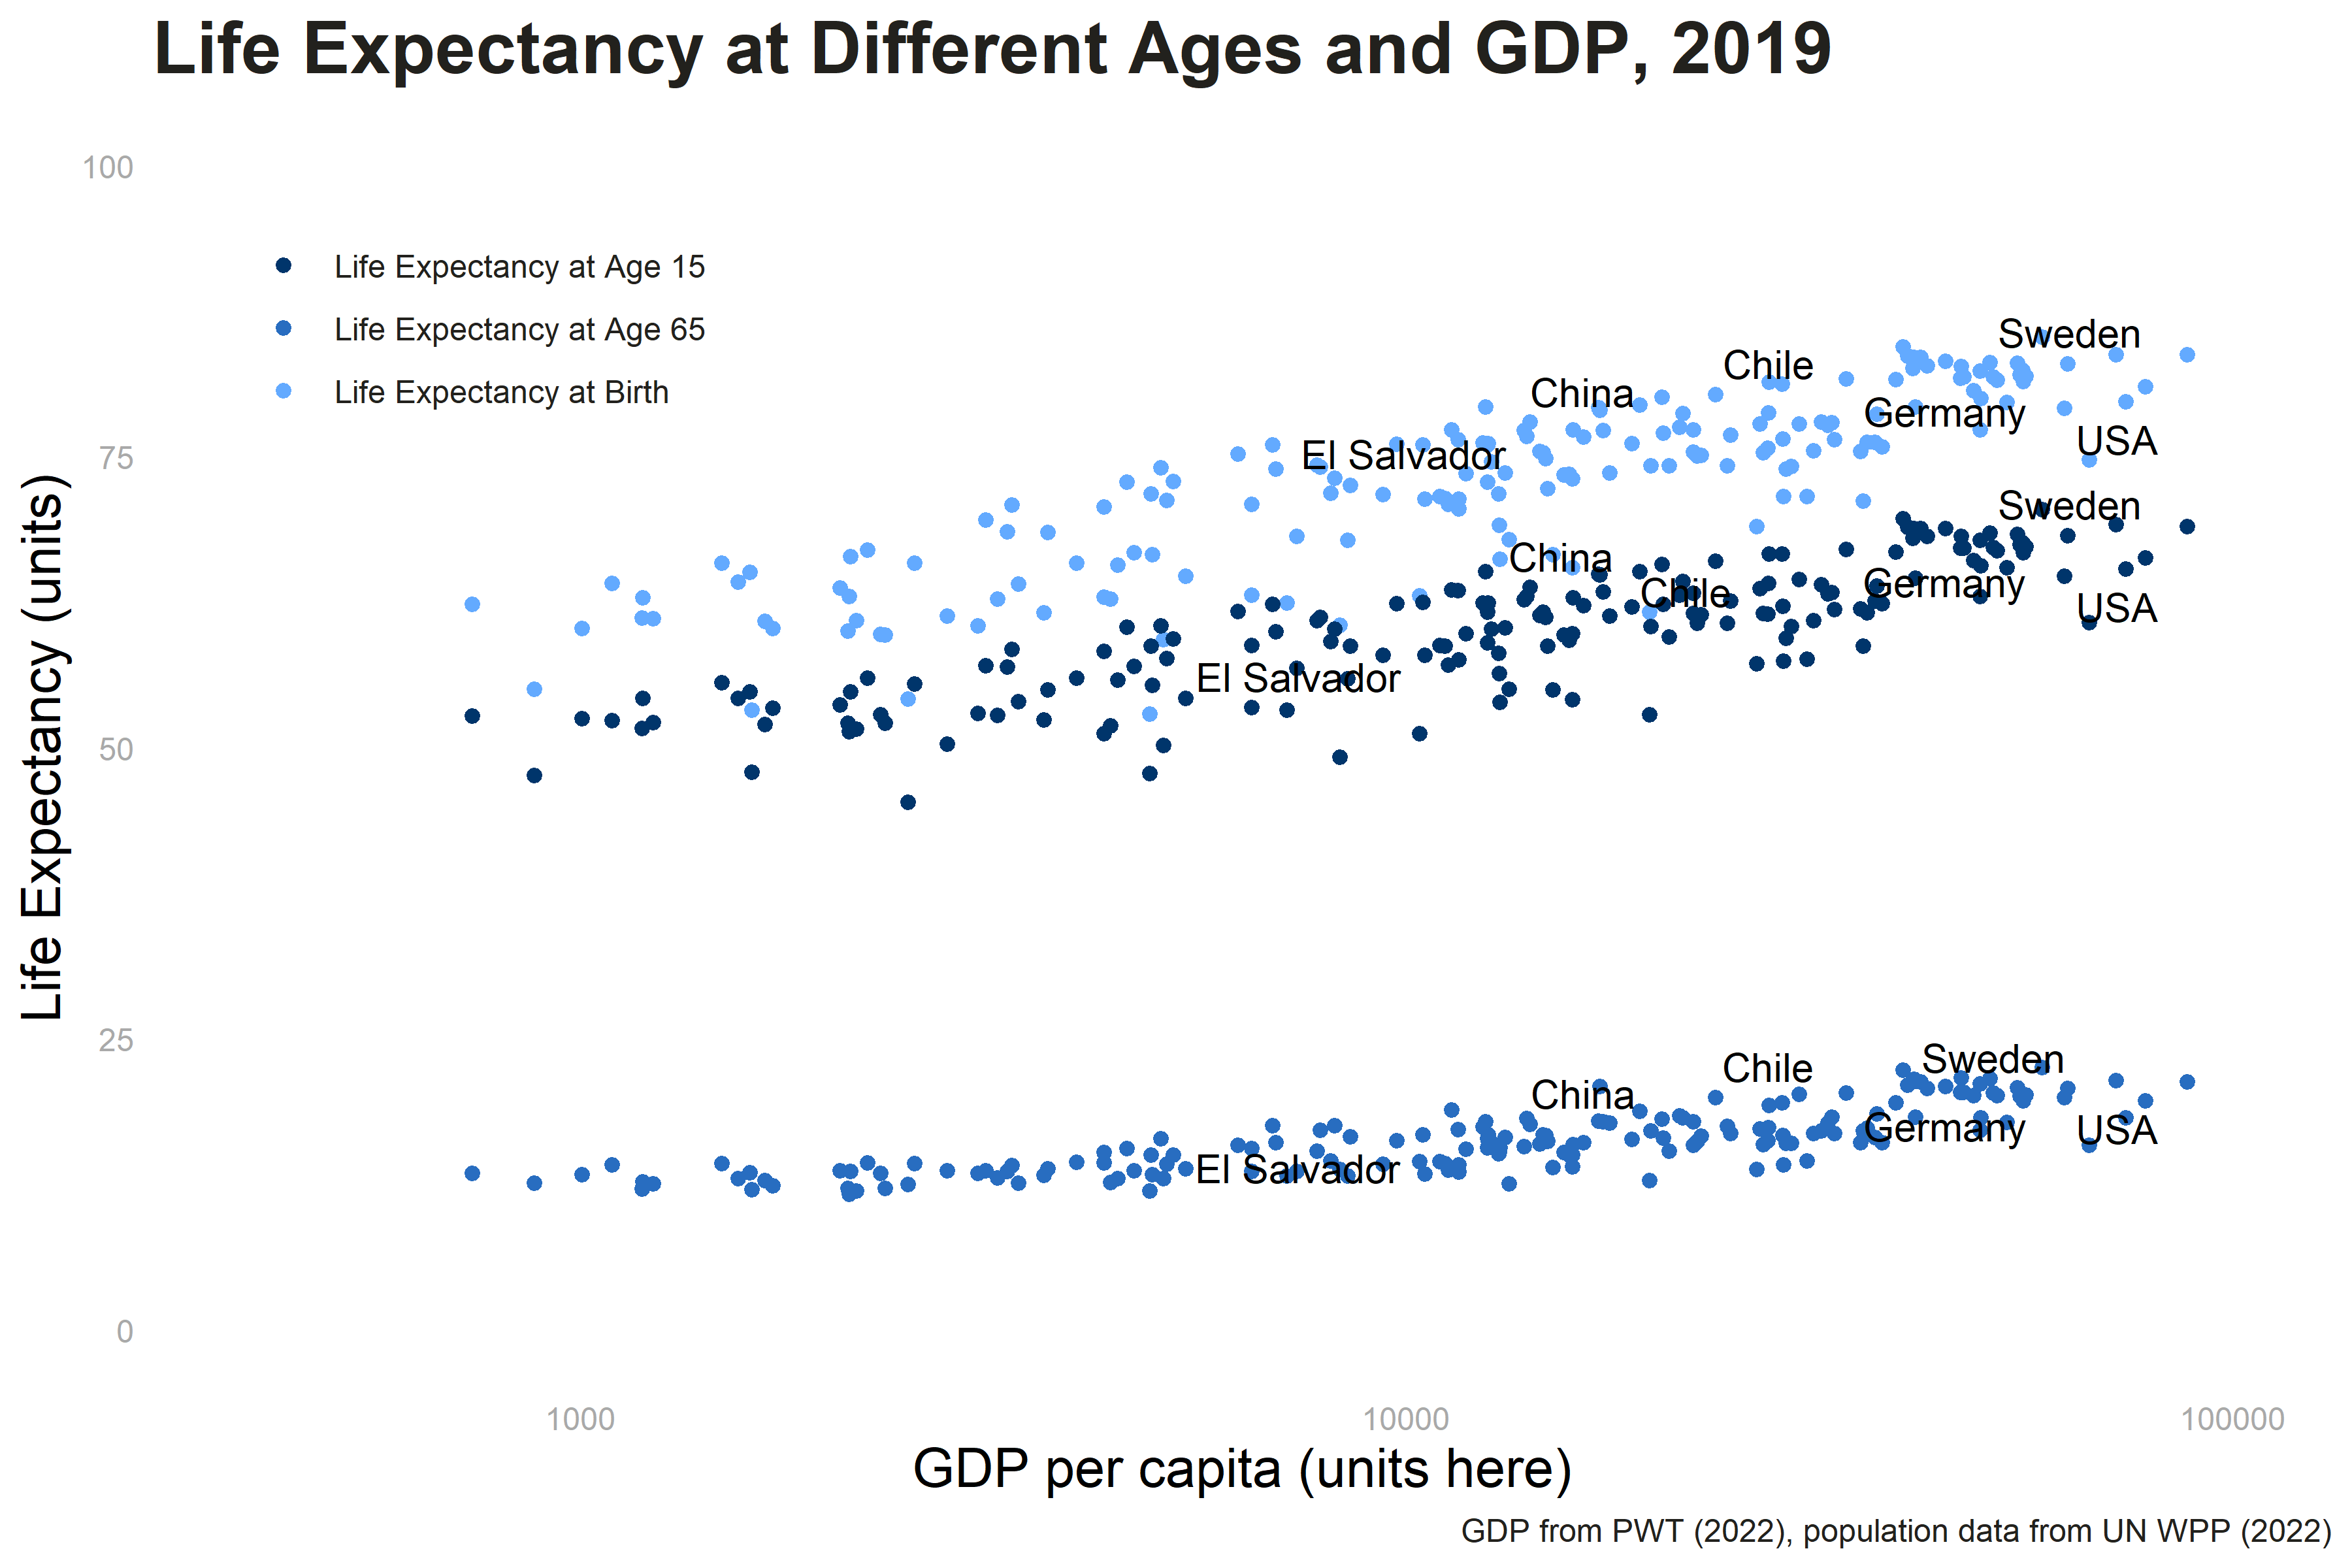 Life Expectancy at Different Ages and GDP, 2019
100
Life Expectancy at Age 15
Life Expectancy at Age 65
Life Expectancy at Birth
Sweden
Chile
China
Germany
USA
El Salvador
75
Sweden
China
Germany
Chile
USA
El Salvador
50
Life Expectancy (units)
25
Sweden
Chile
China
Germany
USA
El Salvador
0
1000
10000
100000
GDP per capita (units here)
GDP from PWT (2022), population data from UN WPP (2022)